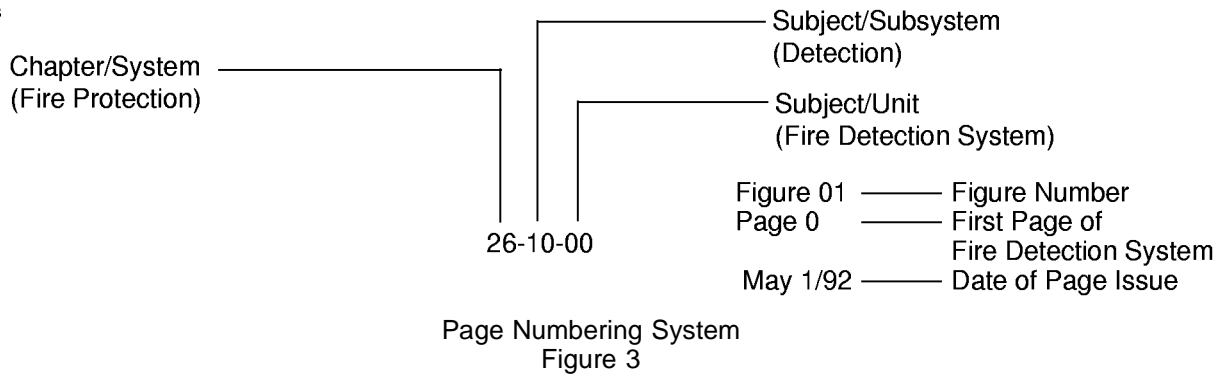 s
Subject/Subsystem
(Detection)
Chapter/System
(Fire Protection)
Subject/Unit
(Fire Detection System)
Figure 01 Figure Number
Page 0 First Page of
Fire Detection System
26-10-00
May 1/92 Date of Page Issue
Page Numbering System
Figure 3